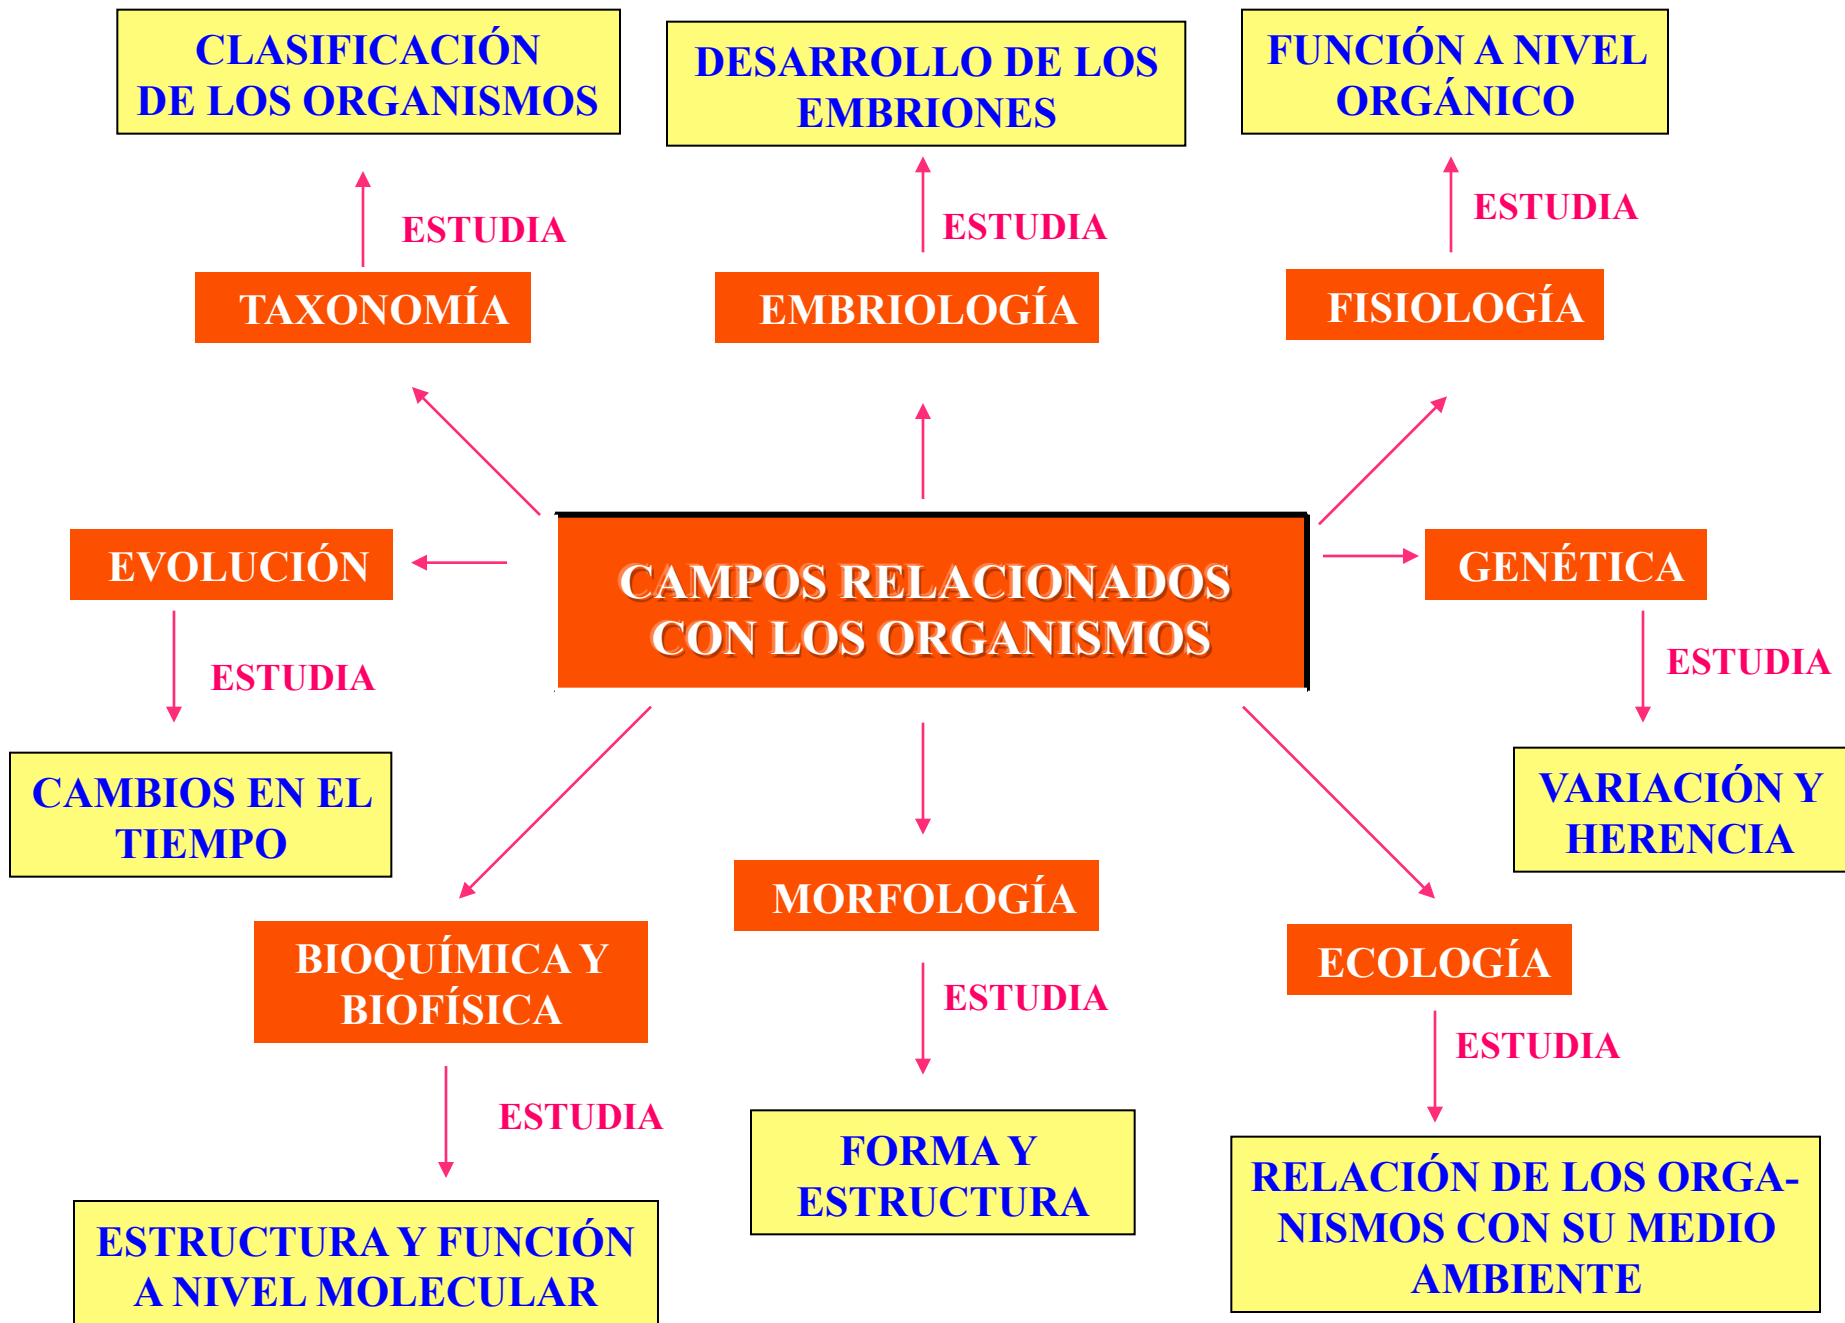 CLASIFICACIÓN
DE LOS ORGANISMOS
DESARROLLO DE LOS
EMBRIONES
FUNCIÓN A NIVEL
ORGÁNICO
ESTUDIA
ESTUDIA
ESTUDIA
TAXONOMÍA
EMBRIOLOGÍA
FISIOLOGÍA
EVOLUCIÓN
CAMPOS RELACIONADOS
CON LOS ORGANISMOS
GENÉTICA
ESTUDIA
ESTUDIA
CAMBIOS EN EL
TIEMPO
VARIACIÓN Y
HERENCIA
BIOQUÍMICA Y
BIOFÍSICA
MORFOLOGÍA
ECOLOGÍA
ESTUDIA
ESTUDIA
ESTUDIA
ESTRUCTURA Y FUNCIÓN
A NIVEL MOLECULAR
FORMA Y
ESTRUCTURA
RELACIÓN DE LOS ORGA-
NISMOS CON SU MEDIO
AMBIENTE